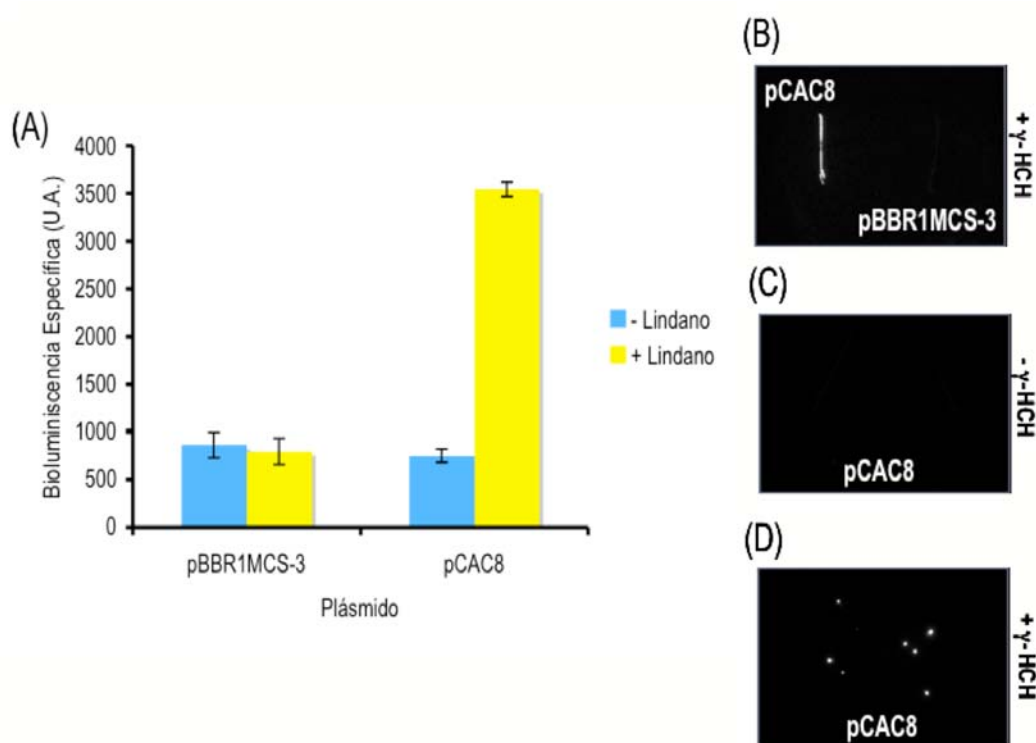 (A)
Bioluminiscencia Específica (U.A.)
4000
3500
3000
2500
2000
1500
1000
500
0
pBBR1MCS-3
pCAC8
Plásmido
- Lindano
+ Lindano
(B)
pCAC8
pBBR1MCS-3
+ γ-HCH
(C)
pCAC8
- γ-HCH
(D)
pCAC8
+ γ- HCH